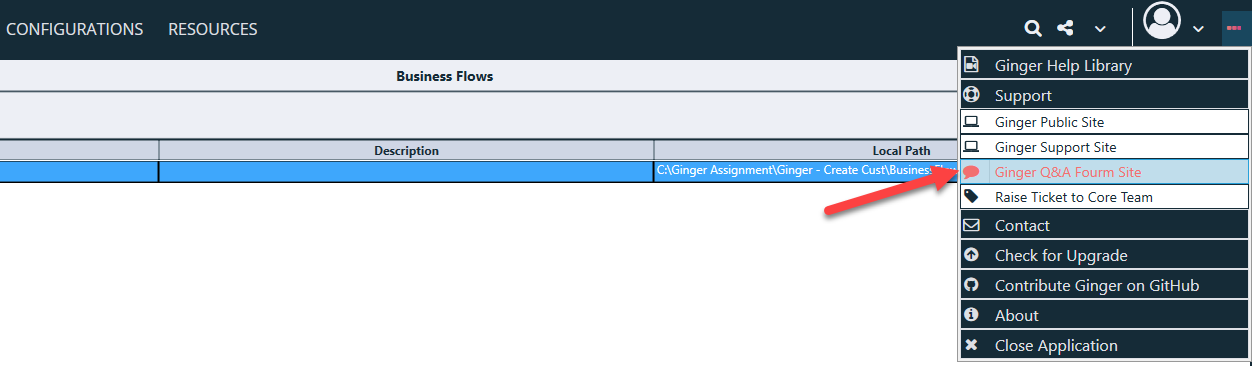 CONFIGURATIONS RESOURCES
Business Flows
Description Local Path
C:\Ginger Assignment\Ginger - Create Cust\Business
Ginger Help Library
Support
Ginger Public Site
Ginger Support Site
Ginger Q&A Fourm Site
Raise Ticket to Core Team
Contact
Check for Upgrade
Contribute Ginger on GitHub
About
Close Application